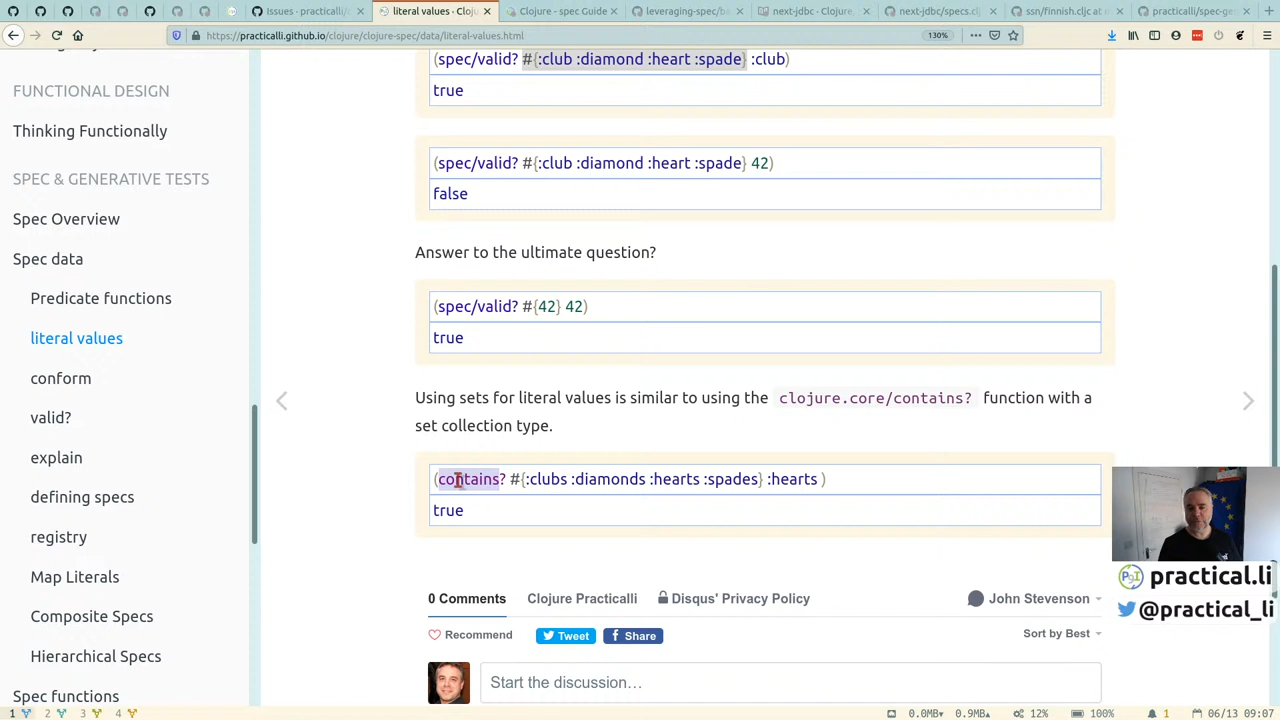 Issues · practicalli/
literal values · Cloju
Clojure - spec Guide
leveraging-spec/b
next-jdbc · Clojure
next-jdbc/specs.cl
ssn/finnish.cljc at
practicalli/spec-ge
https://practicalli.github.io/clojure/clojure-spec/data/literal-values.html
130%
FUNCTIONAL DESIGN
Thinking Functionally
SPEC & GENERATIVE TESTS
Spec Overview
Spec data
Predicate functions
literal values
conform
valid?
explain
defining specs
registry
Map Literals
Composite Specs
Hierarchical Specs
Spec functions
(spec/valid? #{:club :diamond :heart :spade} :club)
true
(spec/valid? #{:club :diamond :heart :spade} 42)
false
Answer to the ultimate question?
(spec/valid? #{42} 42)
true
Using sets for literal values is similar to using the clojure.core/contains? function with a
set collection type.
(contains? #{:clubs :diamonds :hearts :spades} :hearts )
true
0 Comments
Clojure Practicalli
Disqus' Privacy Policy
John Stevenson
Recommend
Tweet
Share
Sort by Best
Start the discussion…
practical.li
@practical_li
1 2 3 4
0.0MB 0.9MB 12% 100% 1 06/13 09:07